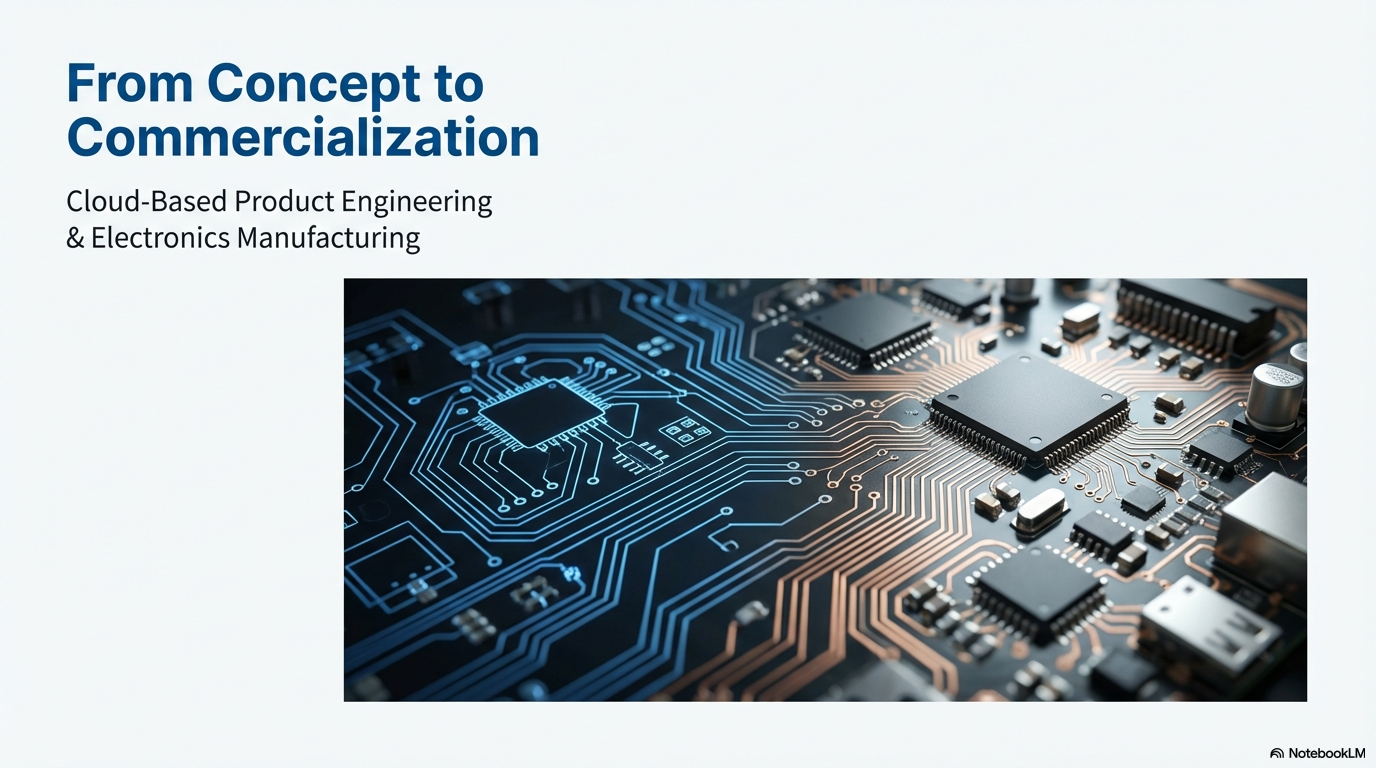 From Concept to
Commercialization
Cloud-Based Product Engineering
& Electronics Manufacturing
NotebookLM